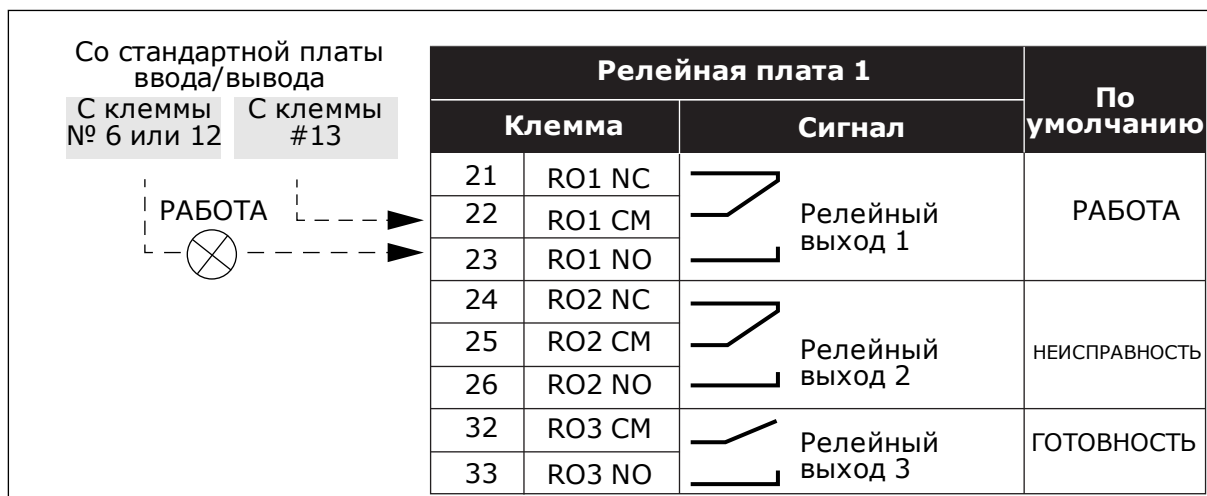 Со стандартной платы
ввода/вывода
С клеммы
№ 6 или 12
С клеммы
#13
РАБОТА
Релейная плата 1
По
умолчанию
Клемма
Сигнал
21
RO1 NC
22
RO1 CM
23
RO1 NO
Релейный
выход 1
РАБОТА
24
RO2 NC
25
RO2 CM
26
RO2 NO
Релейный
выход 2
НЕИСПРАВНОСТЬ
32
RO3 CM
33
RO3 NO
Релейный
выход 3
ГОТОВНОСТЬ